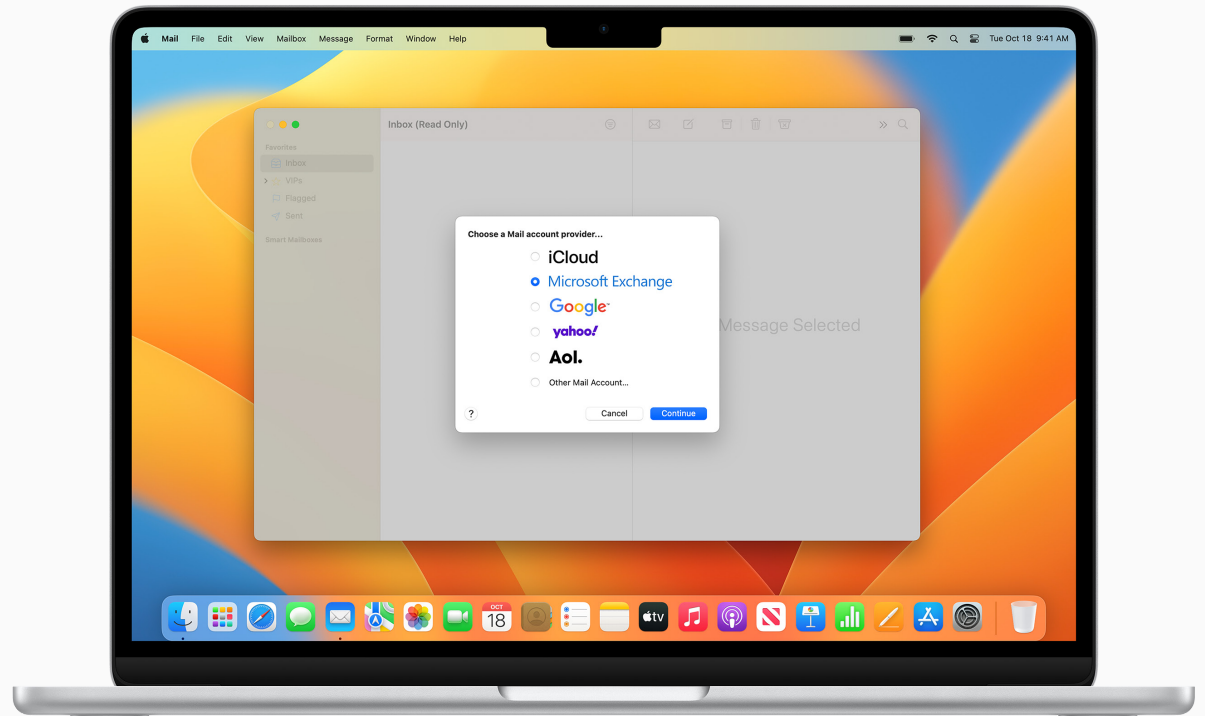 Mail File Edit View Mailbox Message Format Window Help Tue Oct 18 9:41 AM
Inbox (Read Only)
Favorites
Inbox
VIPs
Flagged
Sent
Smart Mailboxes
Message Selected
Choose a Mail account provider...
iCloud
Microsoft Exchange
Google
yahoo!
Aol.
Other Mail Account...
? Cancel Continue
OCT
18
tv